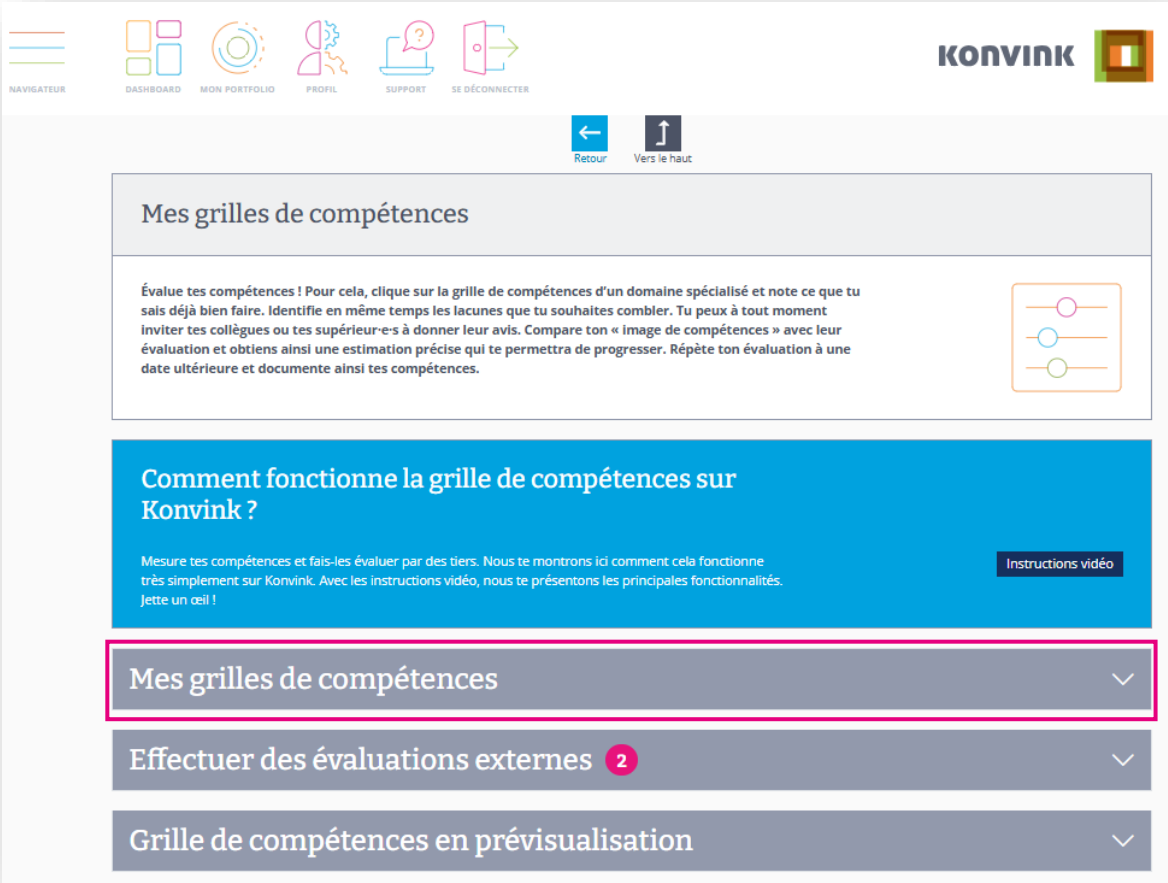 NAVIGATEUR
DASHBOARD
MON PORTFOLIO
PROFIL
SUPPORT
SE DÉCONNECTER
KONVINK
Retour
Vers le haut
Mes grilles de compétences
Évalue tes compétences ! Pour cela, clique sur la grille de compétences d'un domaine spécialisé et note ce que tu
sais déjà bien faire. Identifie en même temps les lacunes que tu souhaites combler. Tu peux à tout moment
inviter tes collègues ou tes supérieur·e·s à donner leur avis. Compare ton « image de compétences » avec leur
évaluation et obtiens ainsi une estimation précise qui te permettra de progresser. Répète ton évaluation à une
date ultérieure et documente ainsi tes compétences.
Comment fonctionne la grille de compétences sur
Konvink ?
Mesure tes compétences et fais-les évaluer par des tiers. Nous te montrons ici comment cela fonctionne
très simplement sur Konvink. Avec les instructions vidéo, nous te présentons les principales fonctionnalités.
Jette un œil !
Instructions vidéo
Mes grilles de compétences
Effectuer des évaluations externes 2
Grille de compétences en prévisualisation